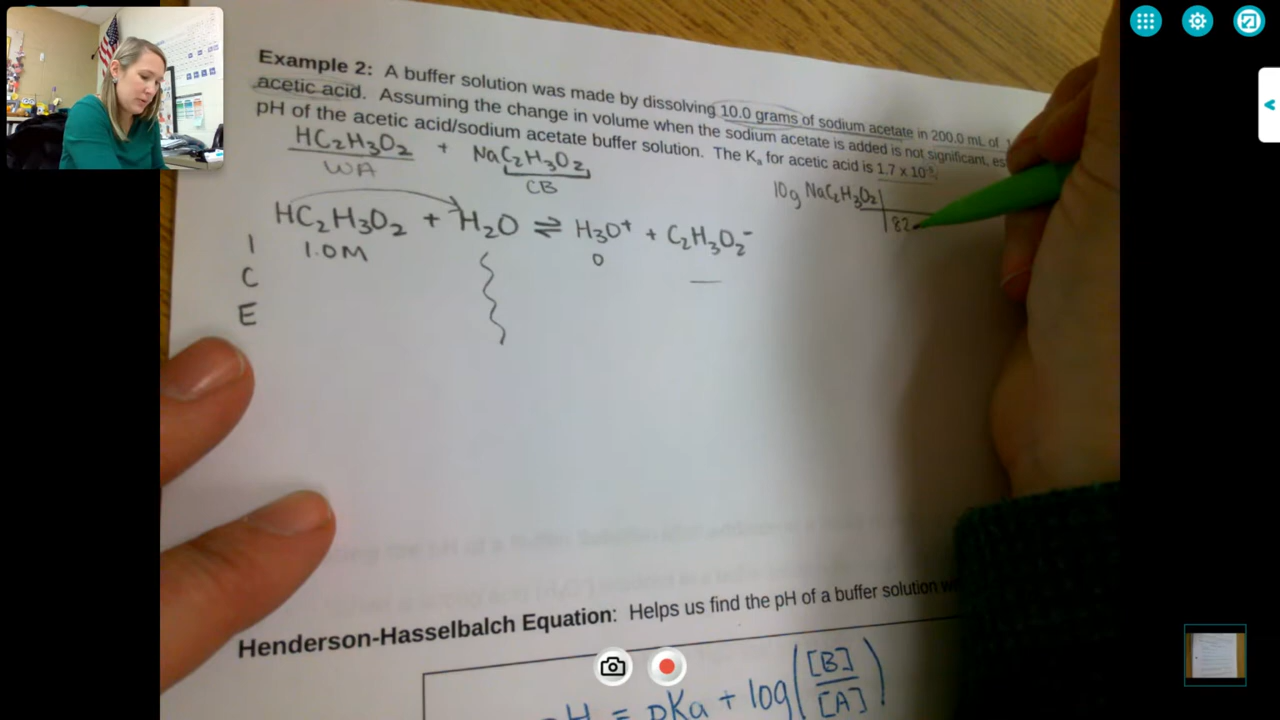 Example 2: A buffer solution was made by dissolving 10.0 grams of sodium acetate in 200.0 mL of
acetic acid. Assuming the change in volume when the sodium acetate is added is not significant,
pH of the acetic acid/sodium acetate buffer solution. The Ka for acetic acid is 1.7 x 10⁻⁵.
HC₂H₃O₂ + NaC₂H₃O₂
WA CB
10g NaC₂H₃O₂
82
HC₂H₃O₂ + H₂O ⇌ H₃O⁺ + C₂H₃O₂⁻
I 1.0M 0
C
E
Henderson-Hasselbalch Equation: Helps us find the pH of a buffer solution
pH = pKa + log([B]/[A])